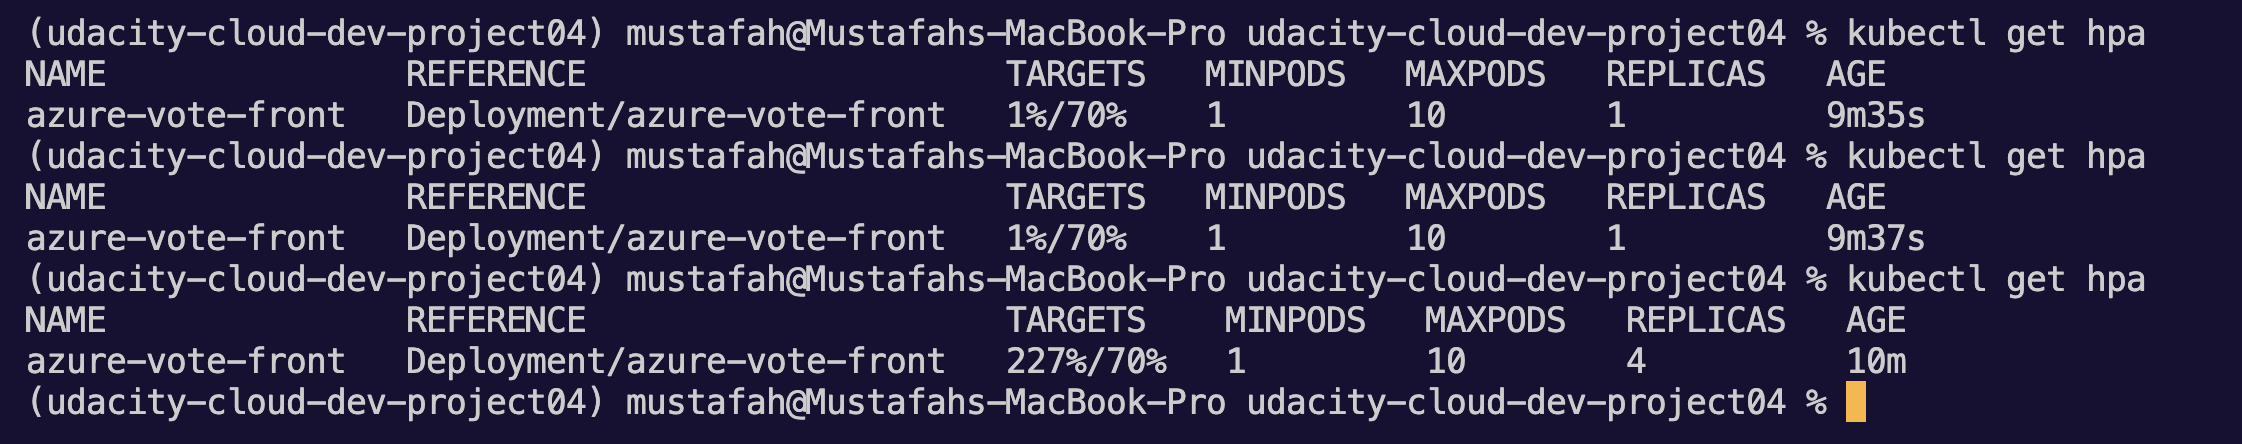 (udacity-cloud-dev-project04) mustafah@Mustafahs-MacBook-Pro udacity-cloud-dev-project04 % kubectl get hpa
NAME               REFERENCE                     TARGETS   MINPODS   MAXPODS   REPLICAS   AGE
azure-vote-front   Deployment/azure-vote-front   1%/70%    1         10        1          9m35s
(udacity-cloud-dev-project04) mustafah@Mustafahs-MacBook-Pro udacity-cloud-dev-project04 % kubectl get hpa
NAME               REFERENCE                     TARGETS   MINPODS   MAXPODS   REPLICAS   AGE
azure-vote-front   Deployment/azure-vote-front   1%/70%    1         10        1          9m37s
(udacity-cloud-dev-project04) mustafah@Mustafahs-MacBook-Pro udacity-cloud-dev-project04 % kubectl get hpa
NAME               REFERENCE                     TARGETS    MINPODS   MAXPODS   REPLICAS   AGE
azure-vote-front   Deployment/azure-vote-front   227%/70%   1         10        4          10m
(udacity-cloud-dev-project04) mustafah@Mustafahs-MacBook-Pro udacity-cloud-dev-project04 %